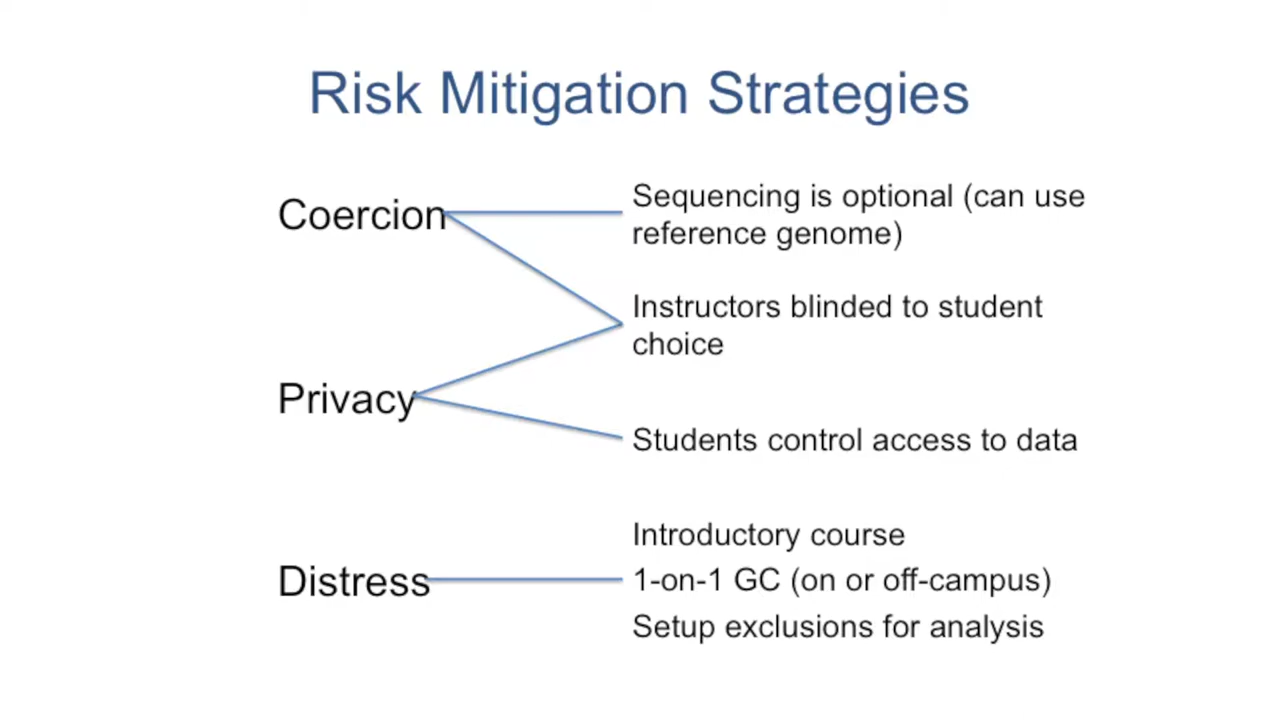 Risk Mitigation Strategies
Coercion
Sequencing is optional (can use
reference genome)
Instructors blinded to student
choice
Privacy
Students control access to data
Introductory course
Distress
1-on-1 GC (on or off-campus)
Setup exclusions for analysis